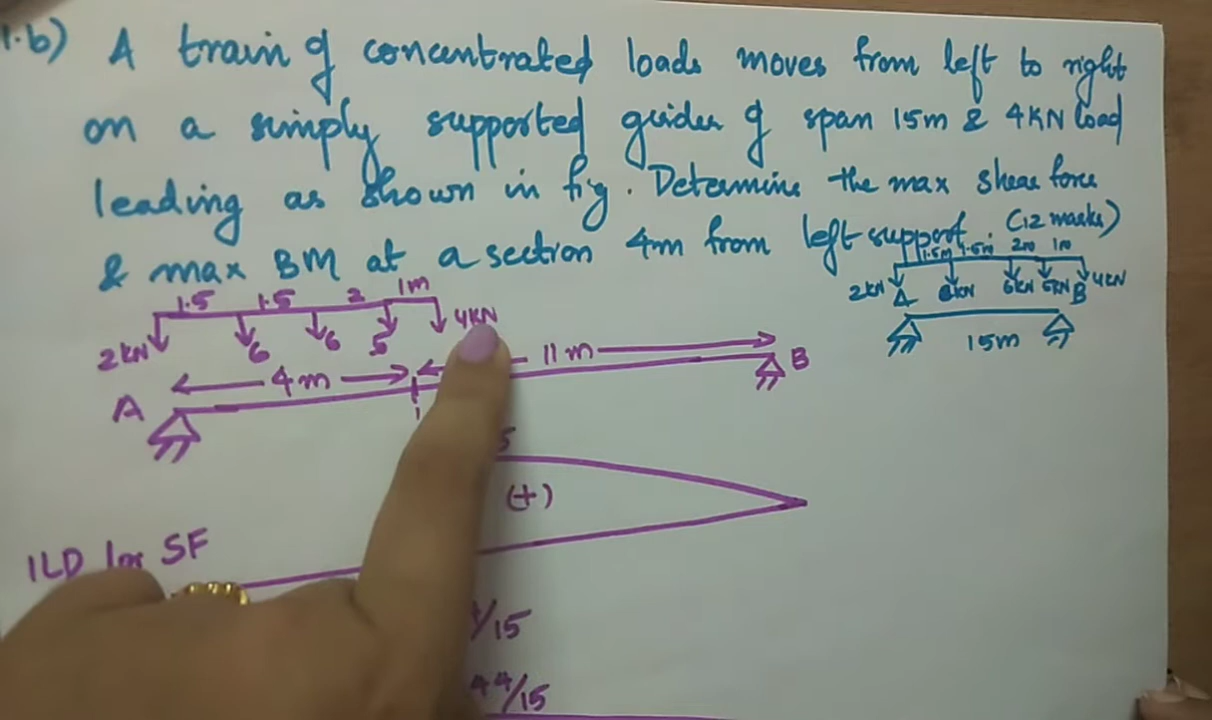 1.b) A train of concentrated loads moves from left to right
on a simply supported guider of span 15m & 4KN load
leading as shown in fig. Determine the max shear force
& max BM at a section 4m from left support. (12 marks)
1.5m 1.5m 2m 1m
2KN 6KN 6KN 5KN 4KN
A B
15m
1.5 1.5 2 1m
2KN 6 6 5 4KN
4m 11m
A B
5
(+)
ILD for SF
/15
44/15